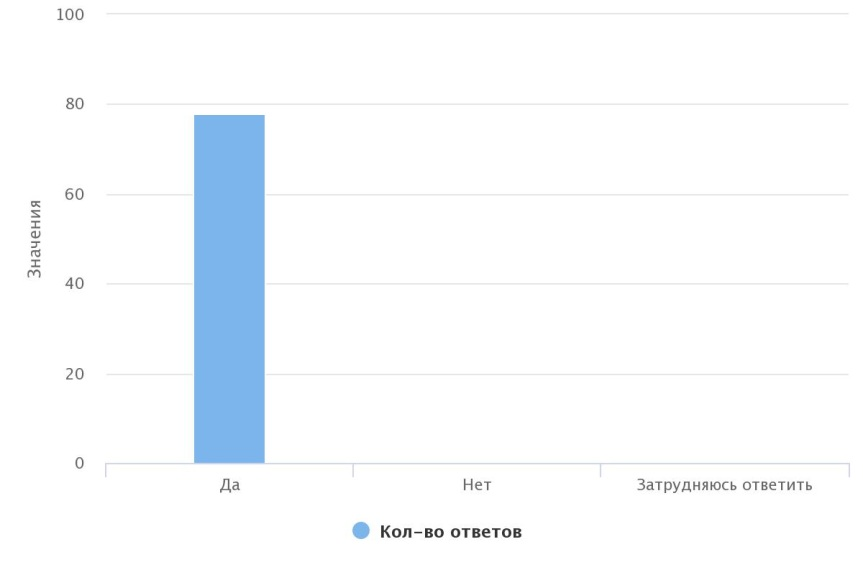 100
80
60
40
20
0
Значения
Да
Нет
Затрудняюсь ответить
Кол-во ответов